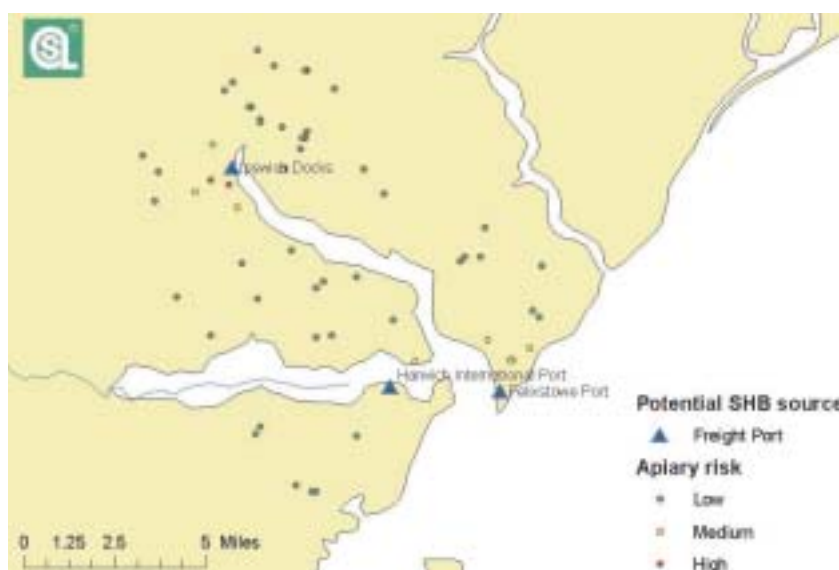 CSL
Ipswich Docks
Harwich International Port
Felixstowe Port
Potential SHB source
Freight Port
Apiary risk
Low
Medium
High
0 1.25 2.5 5 Miles